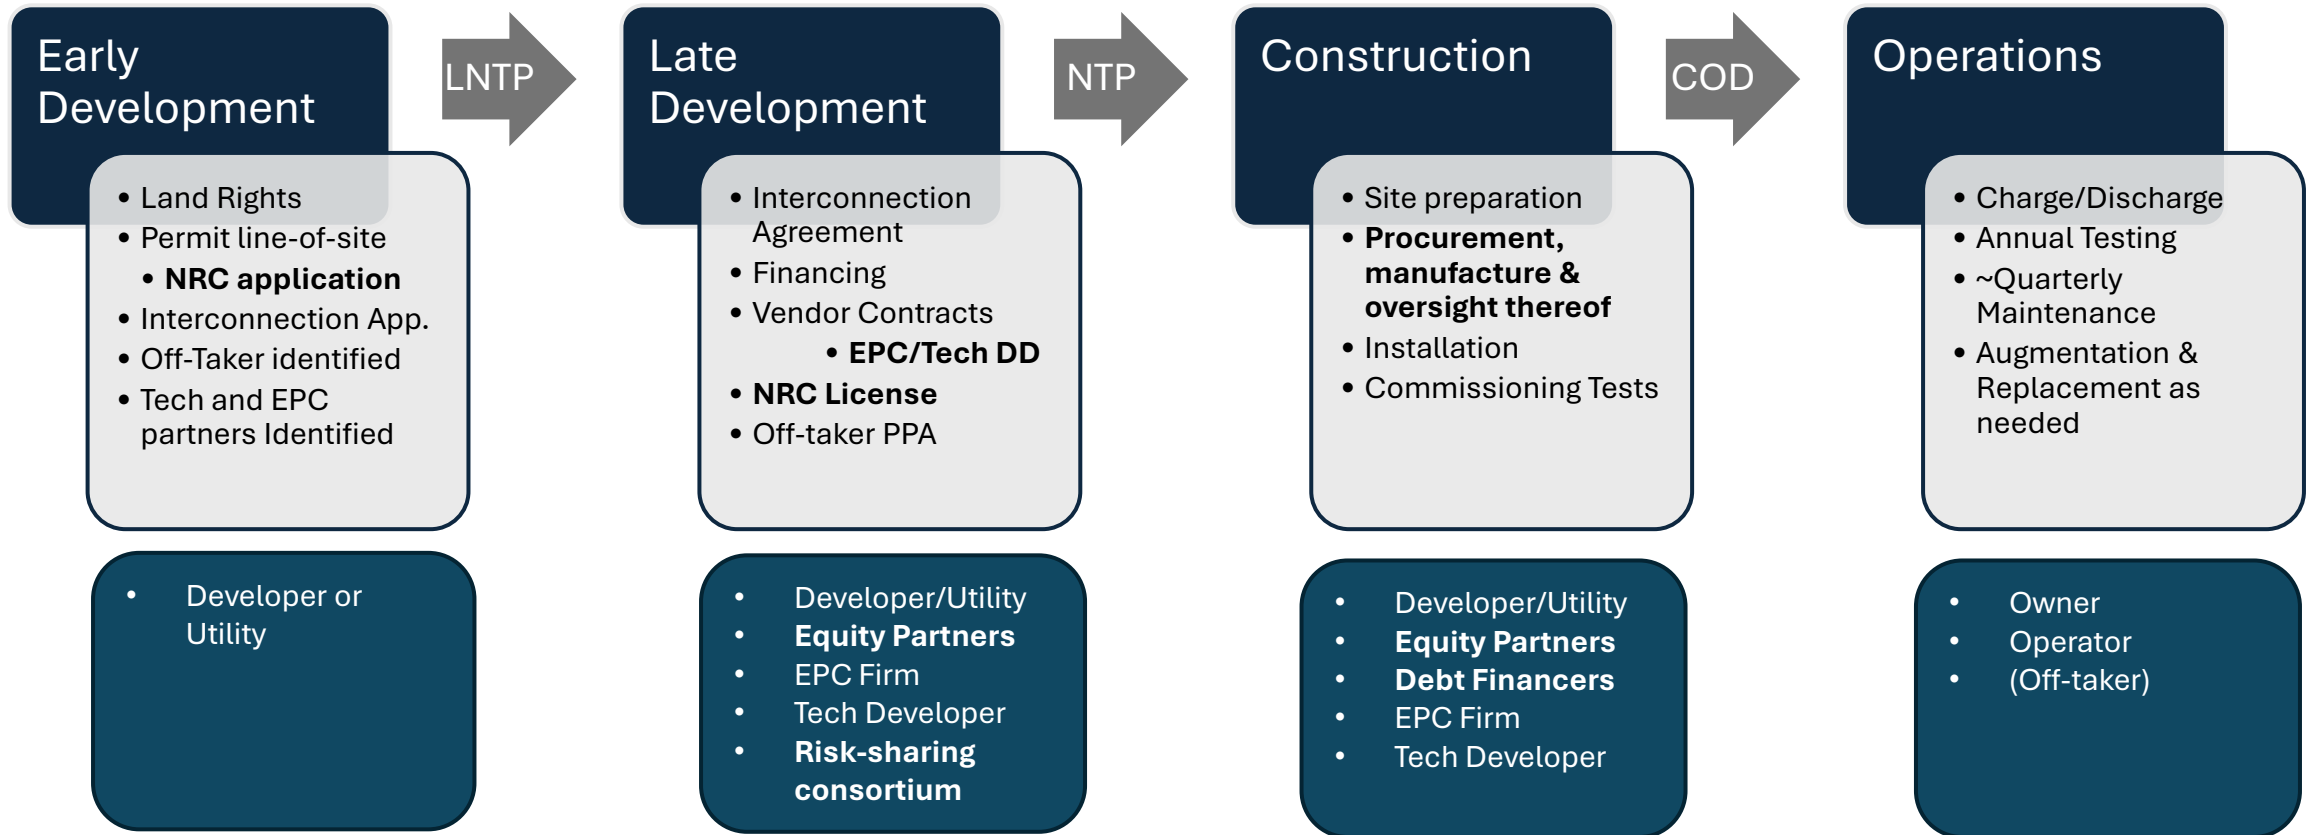 Early
Development
LNTP
Late
Development
NTP
Construction
COD
Operations
• Land Rights
• Permit line-of-site
• NRC application
• Interconnection App.
• Off-Taker identified
• Tech and EPC
partners Identified
• Interconnection
Agreement
• Financing
• Vendor Contracts
• EPC/Tech DD
• NRC License
• Off-taker PPA
• Site preparation
• Procurement,
manufacture &
oversight thereof
• Installation
• Commissioning Tests
• Charge/Discharge
• Annual Testing
• ~Quarterly
Maintenance
• Augmentation &
Replacement as
needed
• Developer or
Utility
• Developer/Utility
• Equity Partners
• EPC Firm
• Tech Developer
• Risk-sharing
consortium
• Developer/Utility
• Equity Partners
• Debt Financers
• EPC Firm
• Tech Developer
• Owner
• Operator
• (Off-taker)